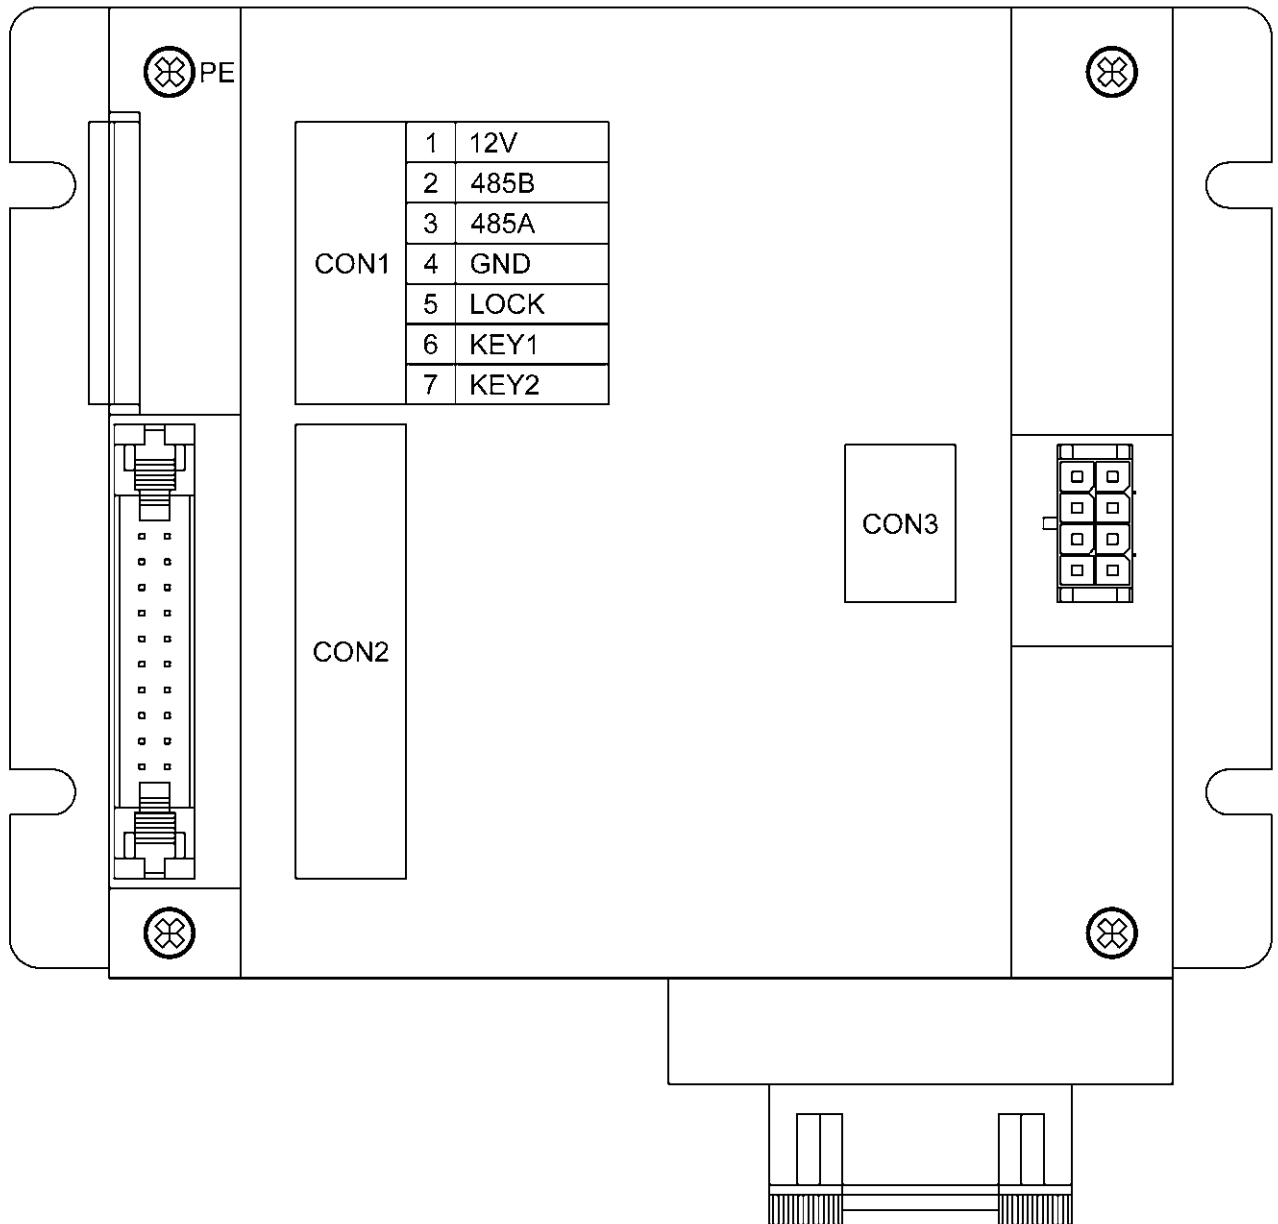 PE
CON1
1 12V
2 485B
3 485A
4 GND
5 LOCK
6 KEY1
7 KEY2
CON3
CON2